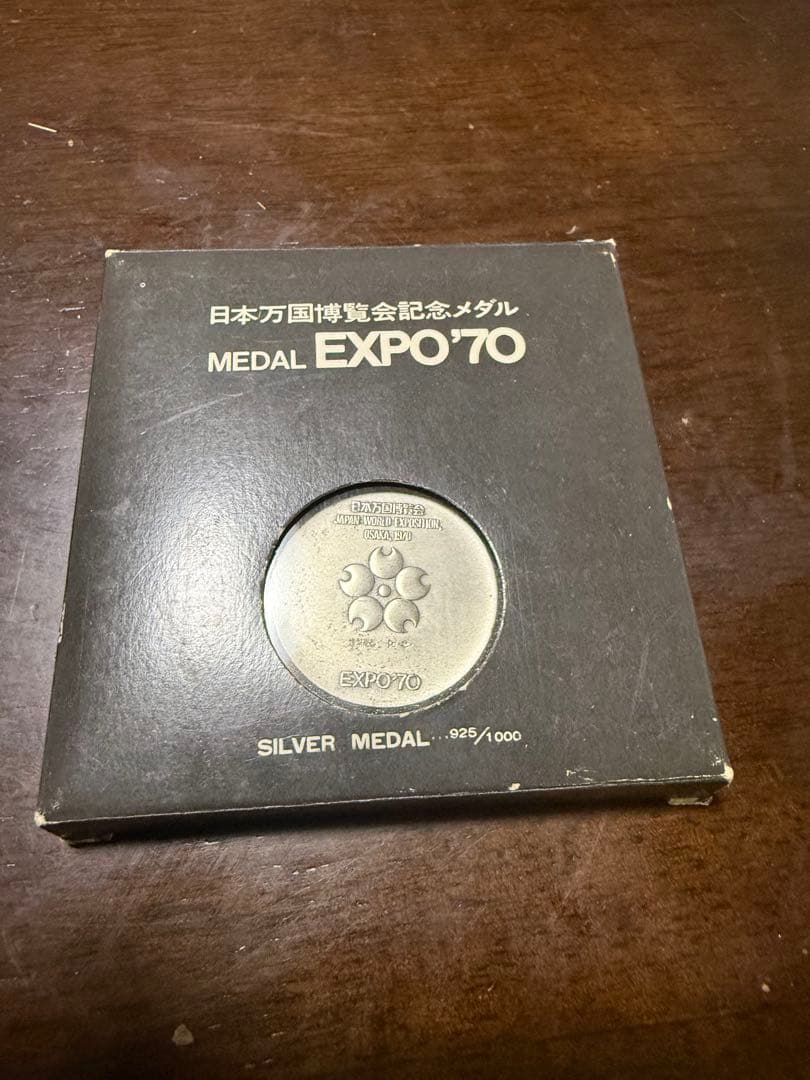 日本万国博覧会記念メダル
MEDAL EXPO'70
日本万国博覧会
JAPAN WORLD EXPOSITION,
OSAKA, 1970
EXPO'70
SILVER MEDAL...925/1000